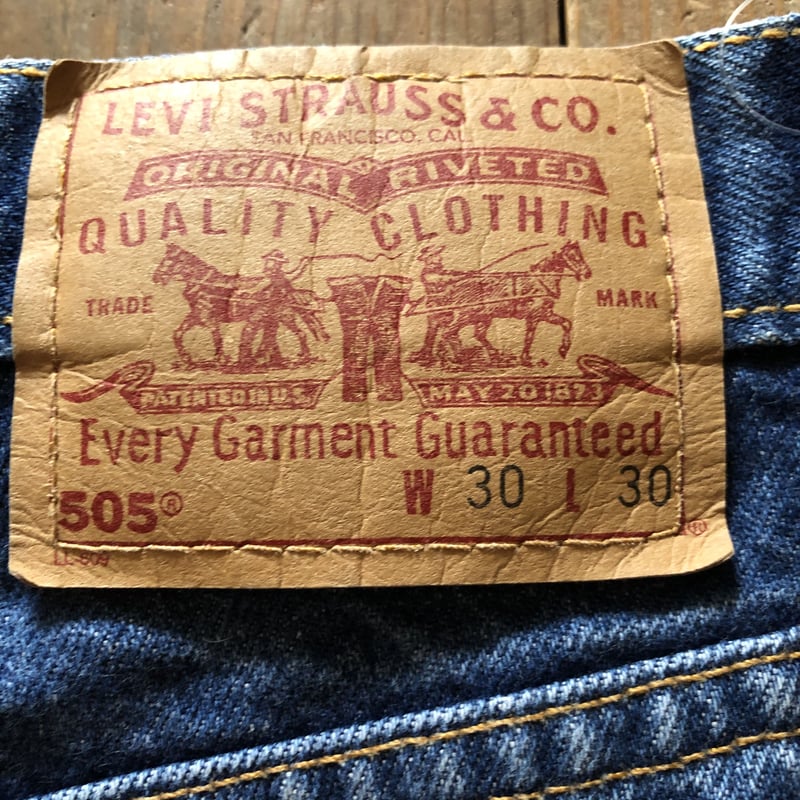 LEVI STRAUSS & CO.
SAN FRANCISCO, CAL.
ORIGINAL RIVETED
QUALITY CLOTHING
TRADE MARK
PATENTED IN U.S. MAY 20 1873
Every Garment Guaranteed
505® W 30 L 30
®